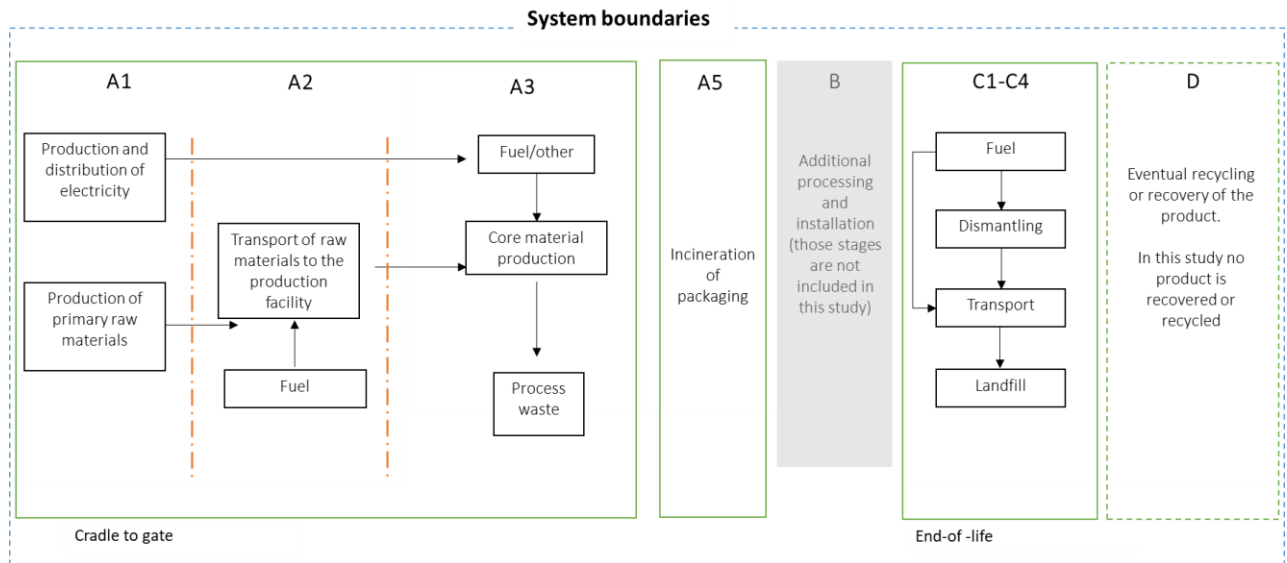 System boundaries
A1
Production and
distribution of
electricity
Production of
primary raw
materials
A2
Transport of raw
materials to the
production
facility
Fuel
A3
Fuel/other
Core material
production
Process
waste
Cradle to gate
A5
Incineration
of
packaging
B
Additional
processing
and
installation
(those stages
are not
included in
this study)
C1-C4
Fuel
Dismantling
Transport
Landfill
End-of -life
D
Eventual recycling
or recovery of the
product.
In this study no
product is
recovered or
recycled